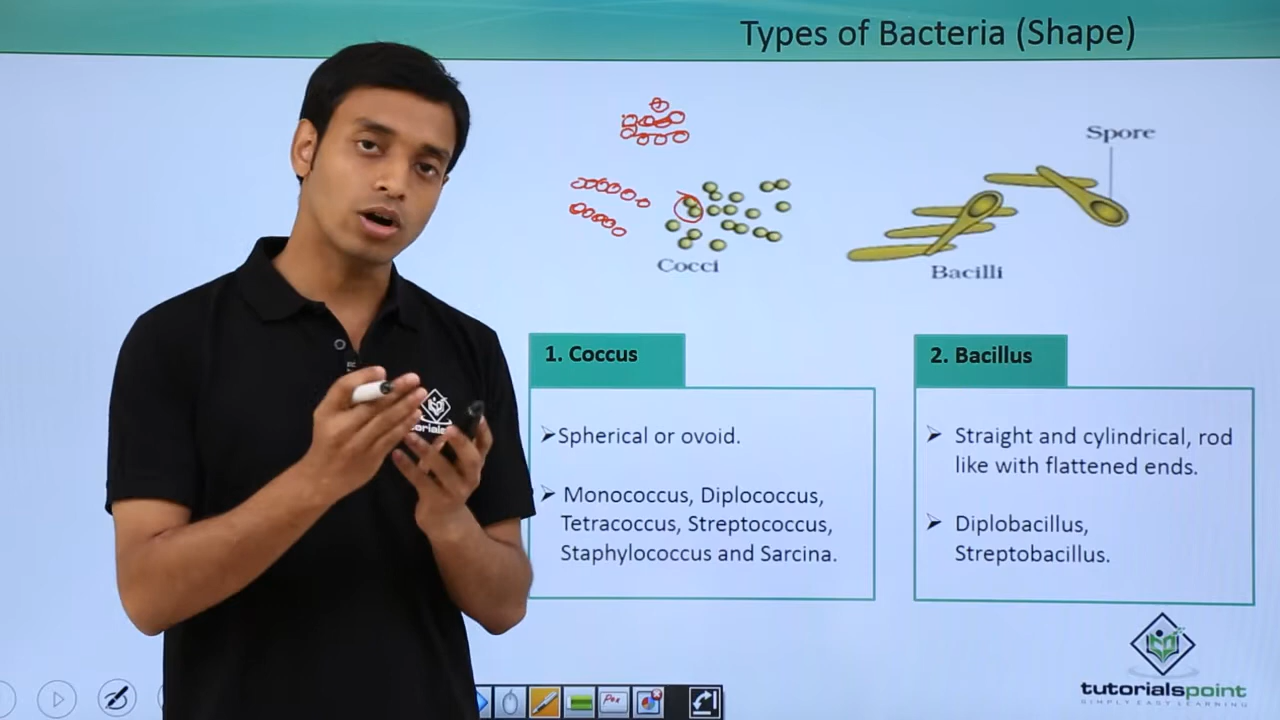 Types of Bacteria (Shape)
Spore
Cocci
Bacilli
1. Coccus
➢Spherical or ovoid.
➢ Monococcus, Diplococcus,
Tetracoccus, Streptococcus,
Staphylococcus and Sarcina.
2. Bacillus
➢ Straight and cylindrical, rod
like with flattened ends.
➢ Diplobacillus,
Streptobacillus.
tutorialspoint
SIMPLY EASY LEARNING